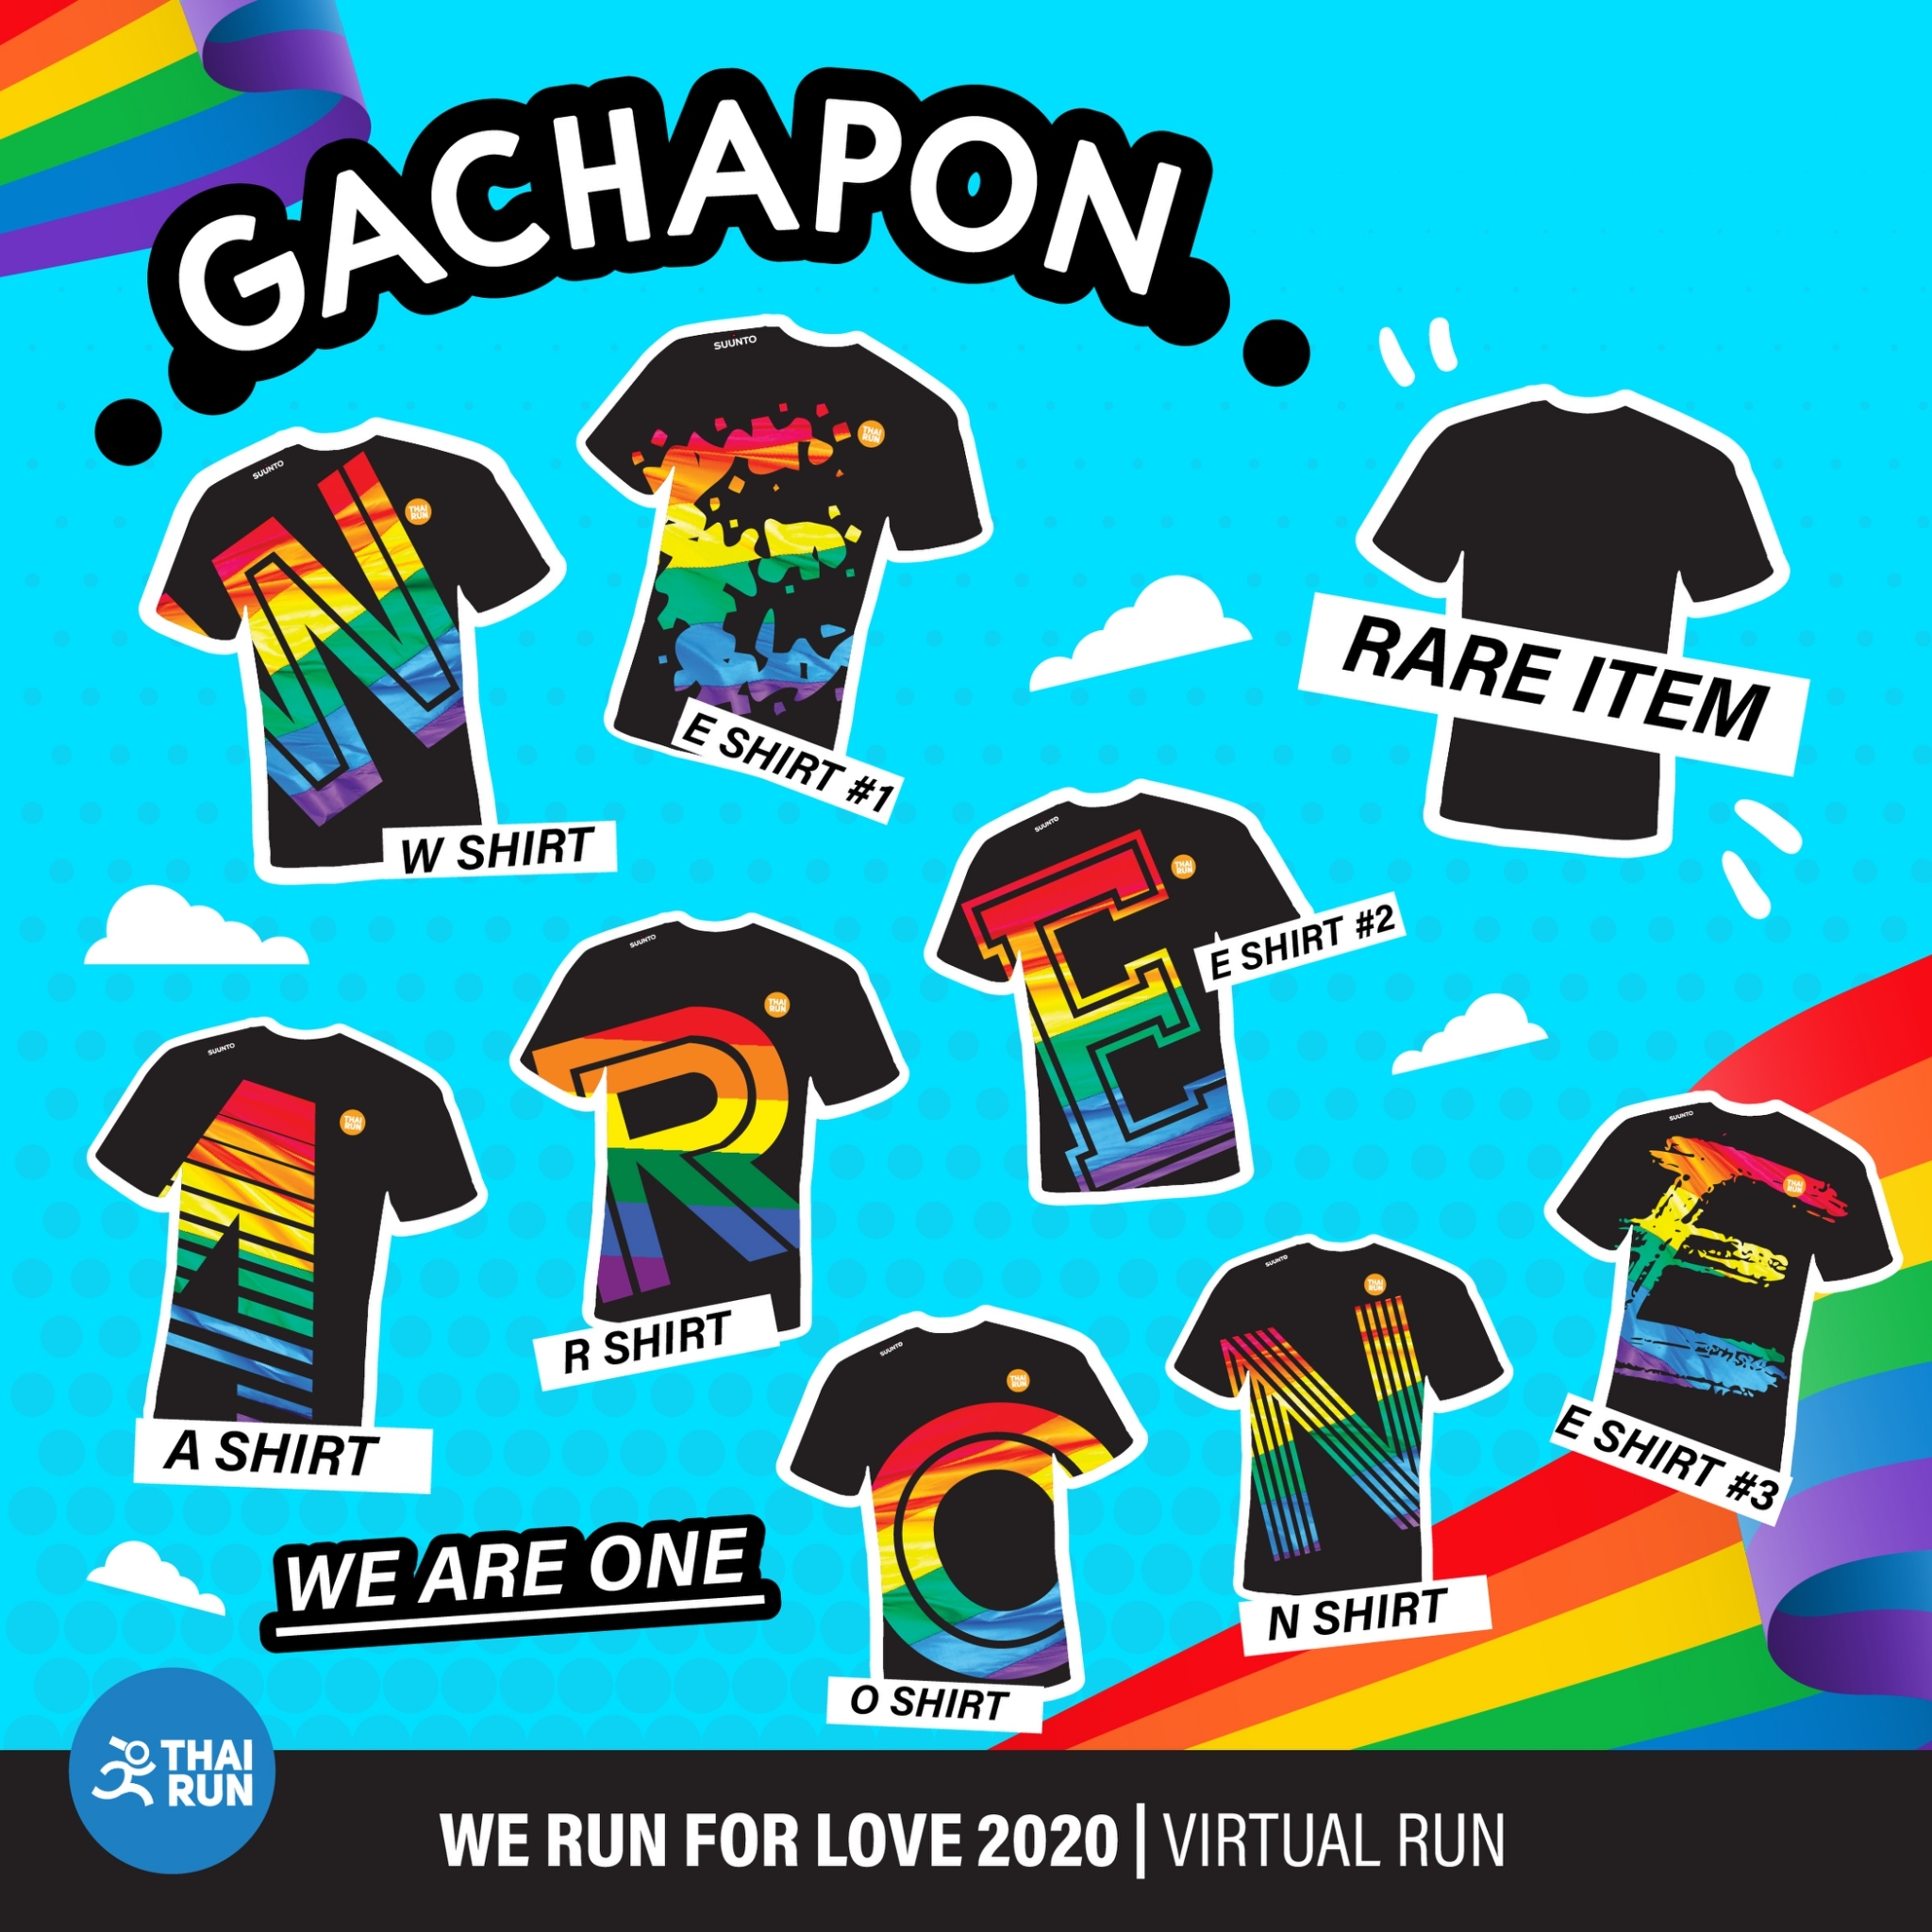 GACHAPON
SUUNTO
THAI
RUN
W SHIRT
SUUNTO
THAI
RUN
E SHIRT #1
RARE ITEM
SUUNTO
THAI
RUN
E SHIRT #2
SUUNTO
THAI
RUN
A SHIRT
SUUNTO
THAI
RUN
R
R SHIRT
SUUNTO
THAI
RUN
E SHIRT #3
SUUNTO
THAI
RUN
O SHIRT
SUUNTO
THAI
RUN
N
N SHIRT
WE ARE ONE
THAI
RUN
WE RUN FOR LOVE 2020 | VIRTUAL RUN